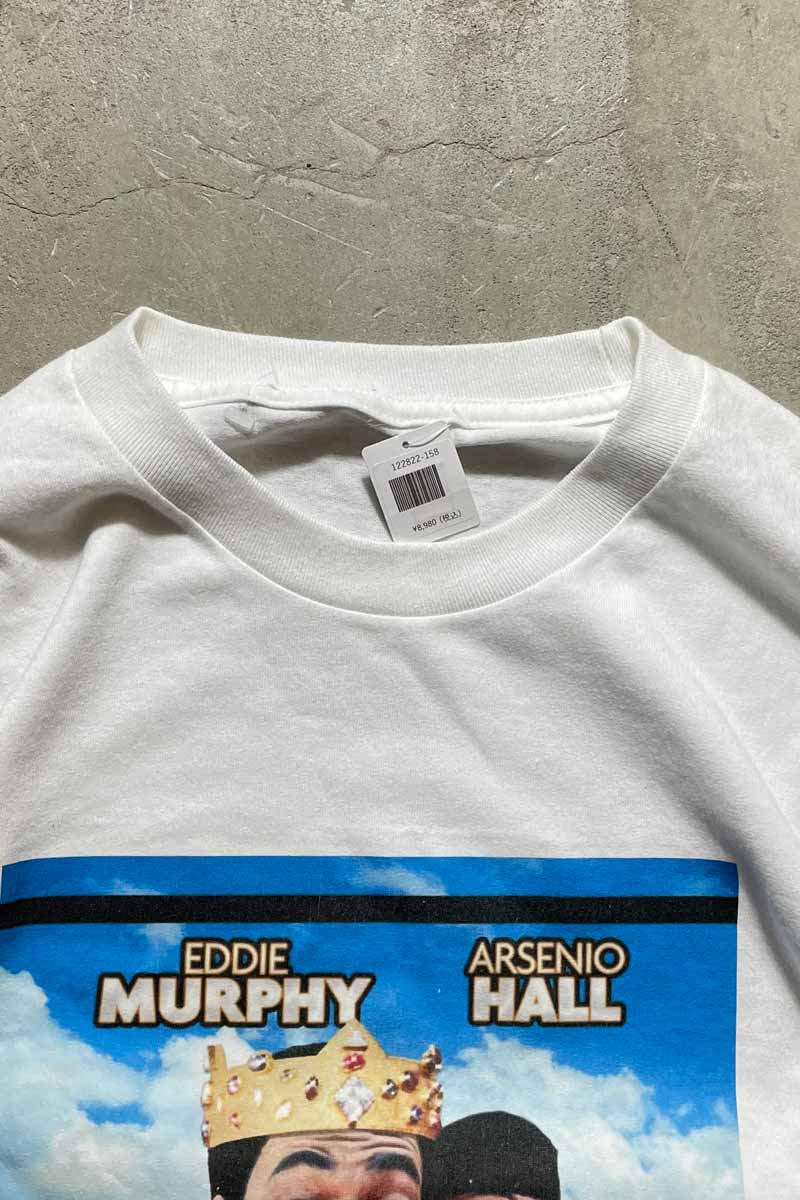 122822-158
¥8,980 (税込)
EDDIE
MURPHY
ARSENIO
HALL